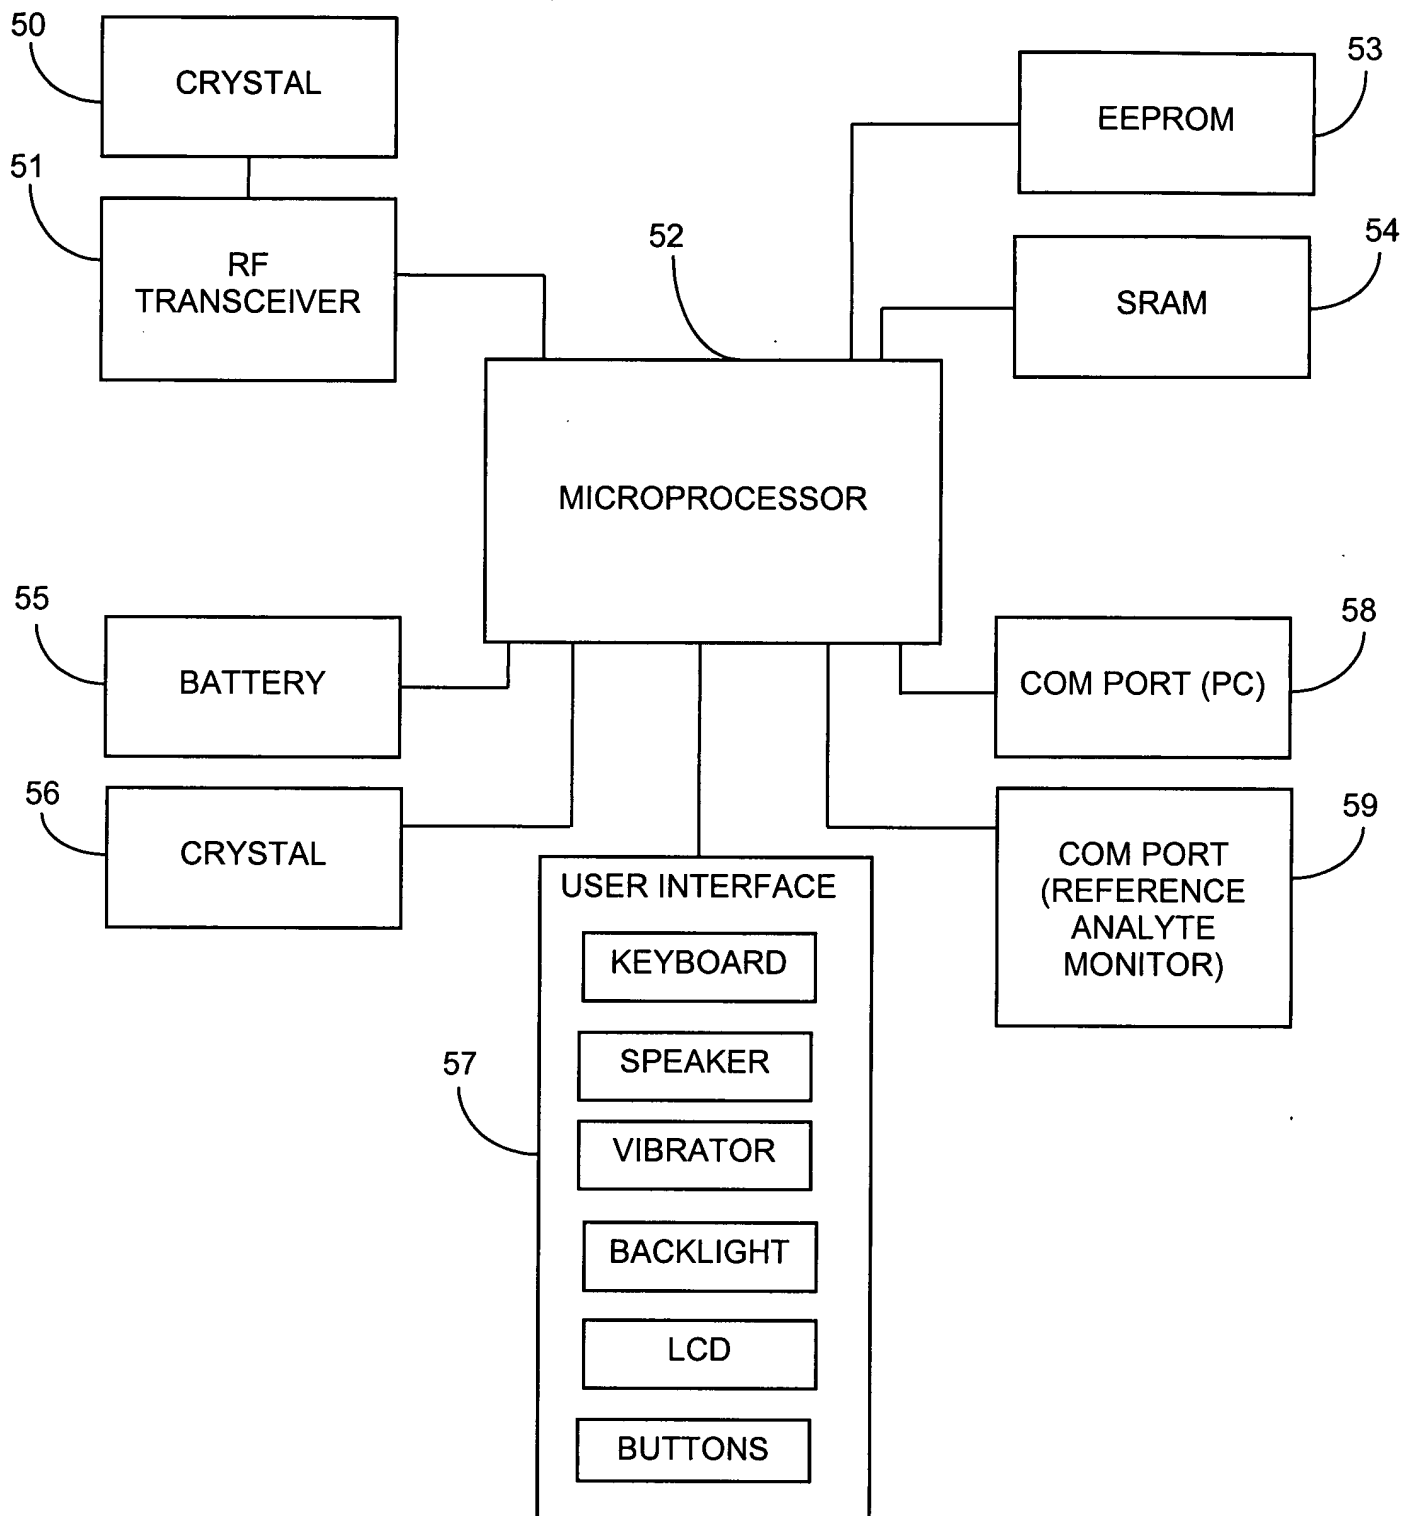 50
CRYSTAL
53
EEPROM
51
RF
TRANSCEIVER
52
54
SRAM
MICROPROCESSOR
55
BATTERY
58
COM PORT (PC)
56
CRYSTAL
59
COM PORT
(REFERENCE
ANALYTE
MONITOR)
USER INTERFACE
KEYBOARD
57
SPEAKER
VIBRATOR
BACKLIGHT
LCD
BUTTONS